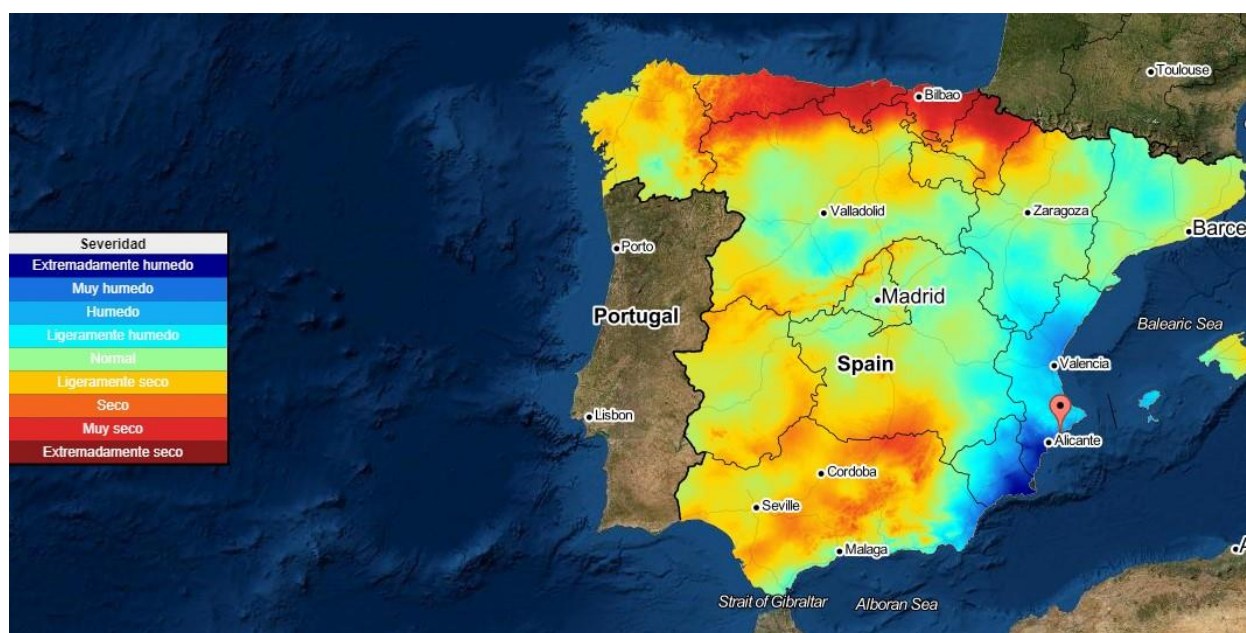 Severidad
Extremadamente humedo
Muy humedo
Humedo
Ligeramente humedo
Normal
Ligeramente seco
Seco
Muy seco
Extremadamente seco
Toulouse
Bilbao
Valladolid
Zaragoza
Barce
Porto
Madrid
Portugal
Balearic Sea
Spain
Valencia
Lisbon
Alicante
Cordoba
Seville
Malaga
Strait of Gibraltar
Alboran Sea